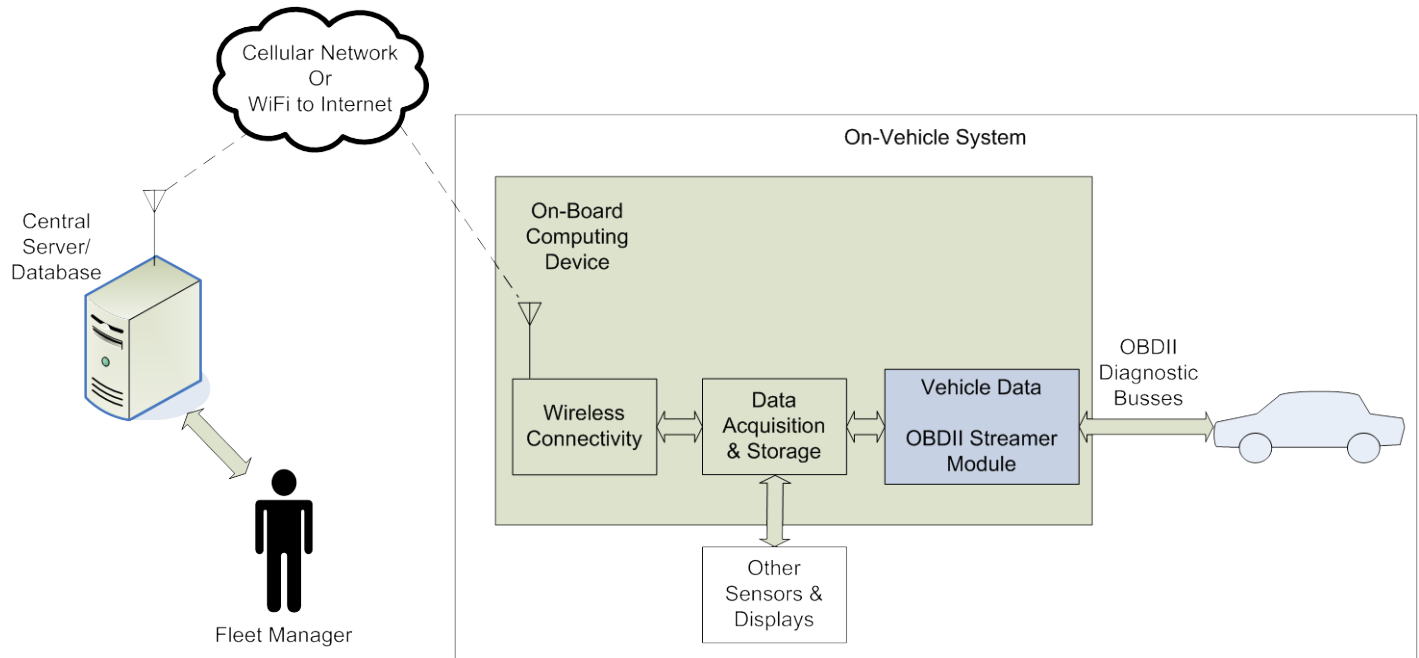 Cellular Network
Or
WiFi to Internet
On-Vehicle System
Central
Server/
Database
On-Board
Computing
Device
Wireless
Connectivity
Data
Acquisition
& Storage
Vehicle Data
OBDII Streamer
Module
OBDII
Diagnostic
Busses
Other
Sensors &
Displays
Fleet Manager